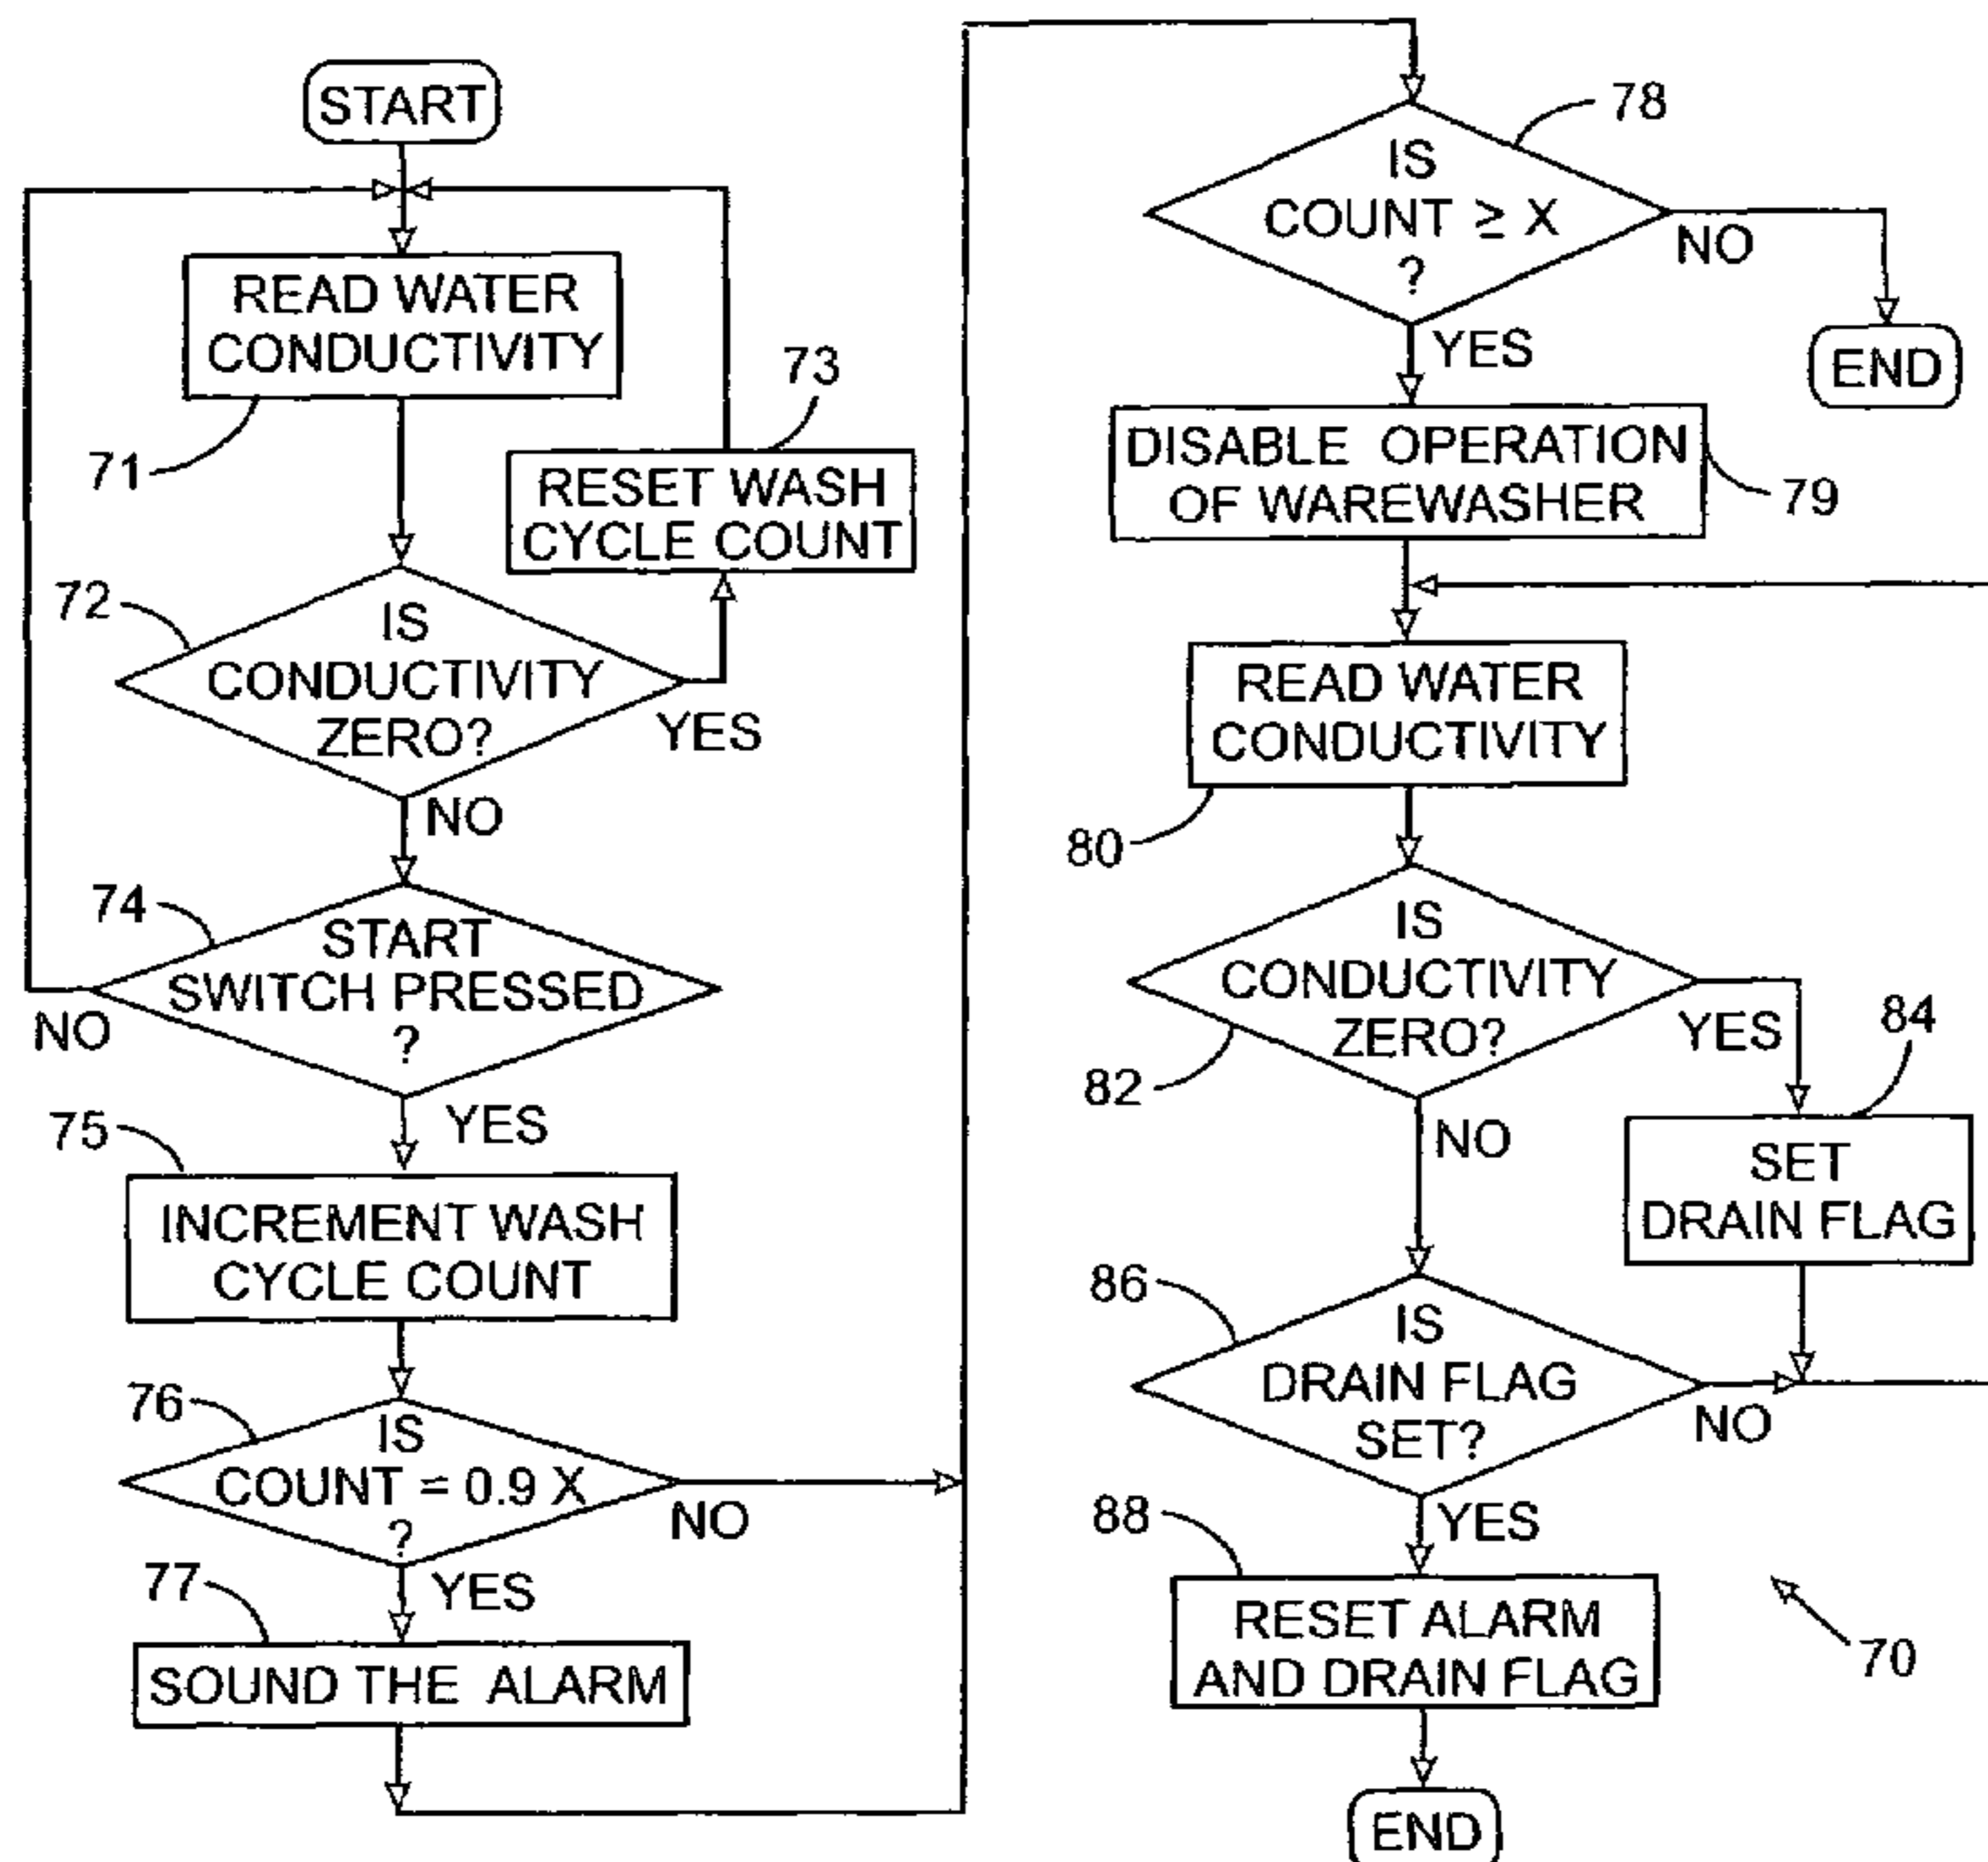 START
READ WATER
CONDUCTIVITY
71
73
RESET WASH
CYCLE COUNT
72
IS
CONDUCTIVITY
ZERO?
YES
NO
74
START
SWITCH PRESSED
?
NO
YES
75
INCREMENT WASH
CYCLE COUNT
76
IS
COUNT = 0.9 X
?
NO
YES
77
SOUND THE ALARM
78
IS
COUNT ≥ X
?
NO
END
YES
DISABLE OPERATION
OF WAREWASHER
79
READ WATER
CONDUCTIVITY
80
IS
CONDUCTIVITY
ZERO?
82
YES
84
SET
DRAIN FLAG
NO
86
IS
DRAIN FLAG
SET?
NO
YES
88
RESET ALARM
AND DRAIN FLAG
70
END